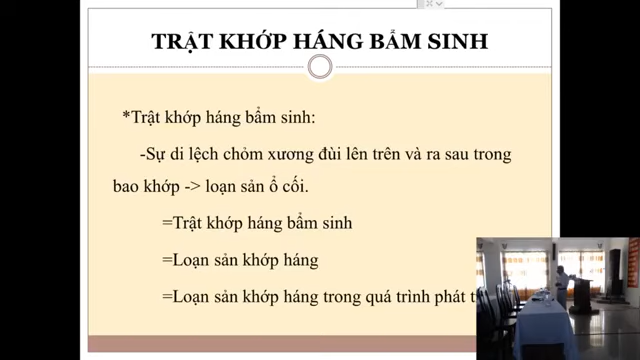 TRẬT KHỚP HÁNG BẨM SINH
*Trật khớp háng bẩm sinh:
-Sự di lệch chỏm xương đùi lên trên và ra sau trong
bao khớp -> loạn sản ổ cối.
=Trật khớp háng bẩm sinh
=Loạn sản khớp háng
=Loạn sản khớp háng trong quá trình phát